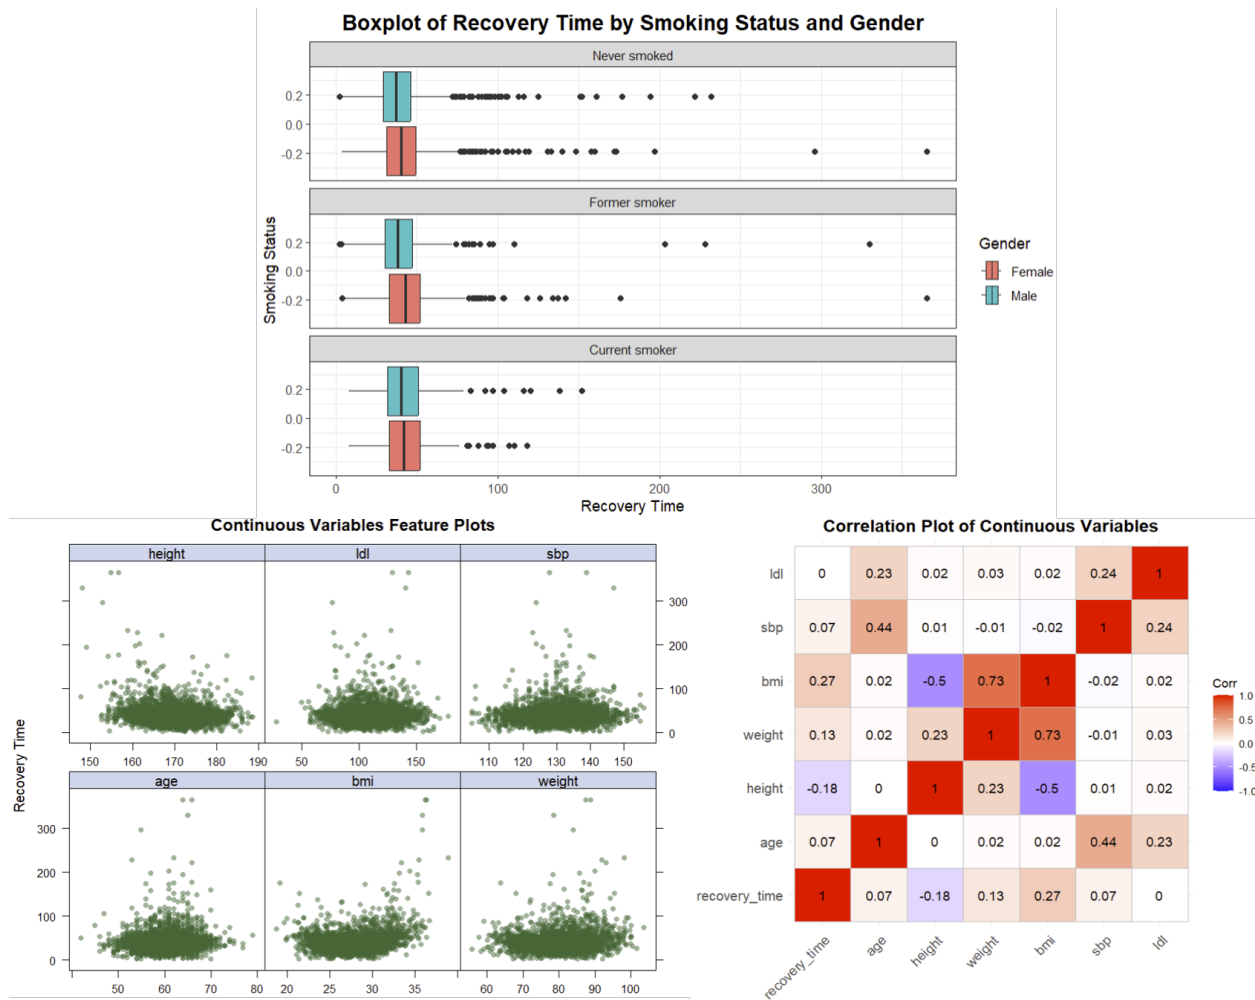 Boxplot of Recovery Time by Smoking Status and Gender
Never smoked
0.2
0.0
-0.2
Former smoker
0.2
0.0
-0.2
Current smoker
0.2
0.0
-0.2
Smoking Status
0 100 200 300
Recovery Time
Gender
Female
Male
Continuous Variables Feature Plots
height ldl sbp
300
200
100
0
150 160 170 180 190 50 100 150 110 120 130 140 150
age bmi weight
300
200
100
0
50 60 70 80 20 25 30 35 60 70 80 90 100
Recovery Time
Correlation Plot of Continuous Variables
ldl 0 0.23 0.02 0.03 0.02 0.24 1
sbp 0.07 0.44 0.01 -0.01 -0.02 1 0.24
bmi 0.27 0.02 -0.5 0.73 1 -0.02 0.02
weight 0.13 0.02 0.23 1 0.73 -0.01 0.03
height -0.18 0 1 0.23 -0.5 0.01 0.02
age 0.07 1 0 0.02 0.02 0.44 0.23
recovery_time 1 0.07 -0.18 0.13 0.27 0.07 0
recovery_time age height weight bmi sbp ldl
Corr
1.0
0.5
0.0
-0.5
-1.0